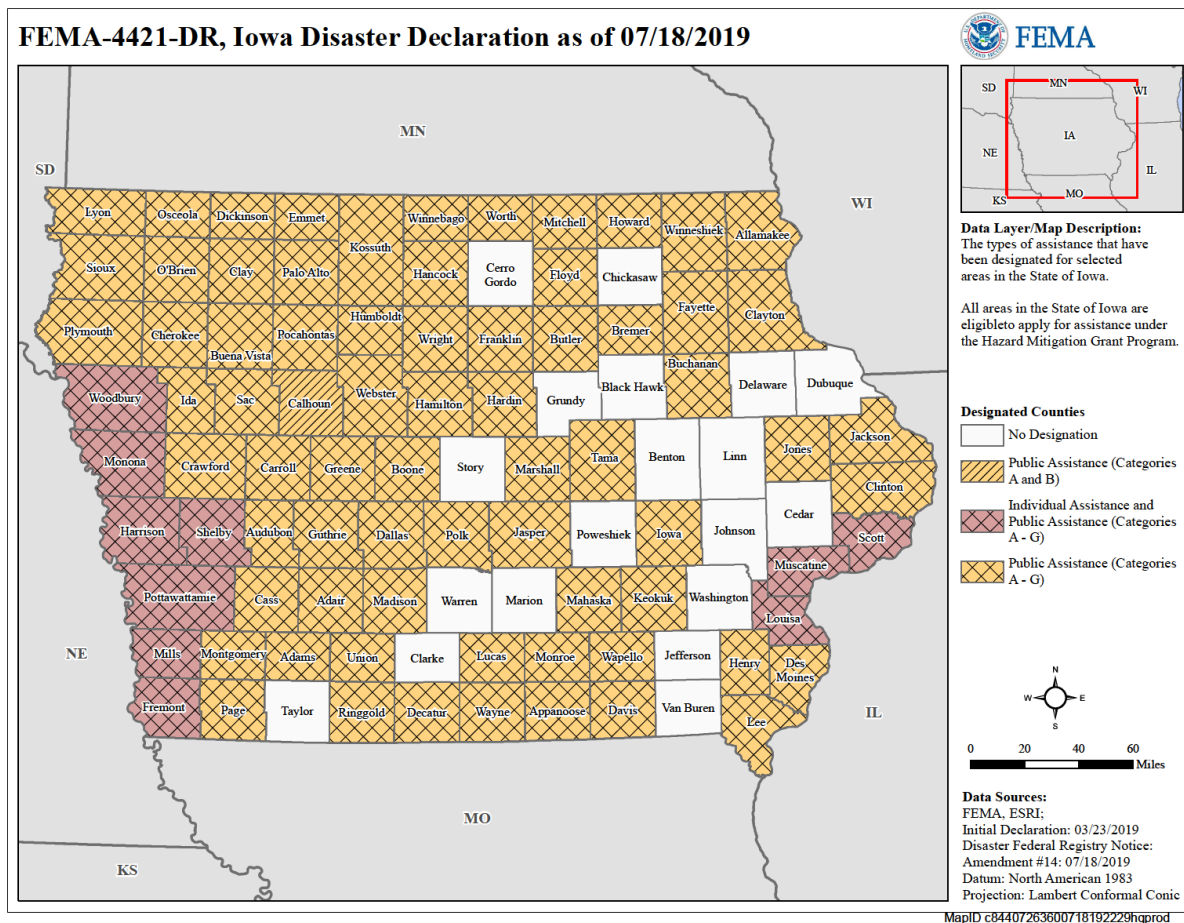 FEMA-4421-DR, Iowa Disaster Declaration as of 07/18/2019
FEMA
MN
SD
WI
NE
IL
MO
KS
Lyon
Osceola
Dickinson
Emmet
Kossuth
Winnebago
Worth
Mitchell
Howard
Winneshiek
Allamakee
Sioux
O'Brien
Clay
Palo Alto
Hancock
Cerro
Gordo
Floyd
Chickasaw
Fayette
Clayton
Plymouth
Cherokee
Buena Vista
Pocahontas
Humboldt
Wright
Franklin
Butler
Bremer
Woodbury
Ida
Sac
Calhoun
Webster
Hamilton
Hardin
Grundy
Black Hawk
Buchanan
Delaware
Dubuque
Monona
Crawford
Carroll
Greene
Boone
Story
Marshall
Tama
Benton
Linn
Jones
Jackson
Clinton
Harrison
Shelby
Audubon
Guthrie
Dallas
Polk
Jasper
Poweshiek
Iowa
Johnson
Cedar
Scott
Muscatine
Pottawattamie
Cass
Adair
Madison
Warren
Marion
Mahaska
Keokuk
Washington
Louisa
Mills
Montgomery
Adams
Union
Clarke
Lucas
Monroe
Wapello
Jefferson
Henry
Des
Moines
Fremont
Page
Taylor
Ringgold
Decatur
Wayne
Appanoose
Davis
Van Buren
Lee
SD
MN
WI
IA
NE
IL
KS
MO
Data Layer/Map Description:
The types of assistance that have
been designated for selected
areas in the State of Iowa.
All areas in the State of Iowa are
eligibleto apply for assistance under
the Hazard Mitigation Grant Program.
Designated Counties
No Designation
Public Assistance (Categories
A and B)
Individual Assistance and
Public Assistance (Categories
A - G)
Public Assistance (Categories
A - G)
N
W E
S
0 20 40 60
Miles
Data Sources:
FEMA, ESRI;
Initial Declaration: 03/23/2019
Disaster Federal Registry Notice:
Amendment #14: 07/18/2019
Datum: North American 1983
Projection: Lambert Conformal Conic
MapID c84407263600718192229hqprod